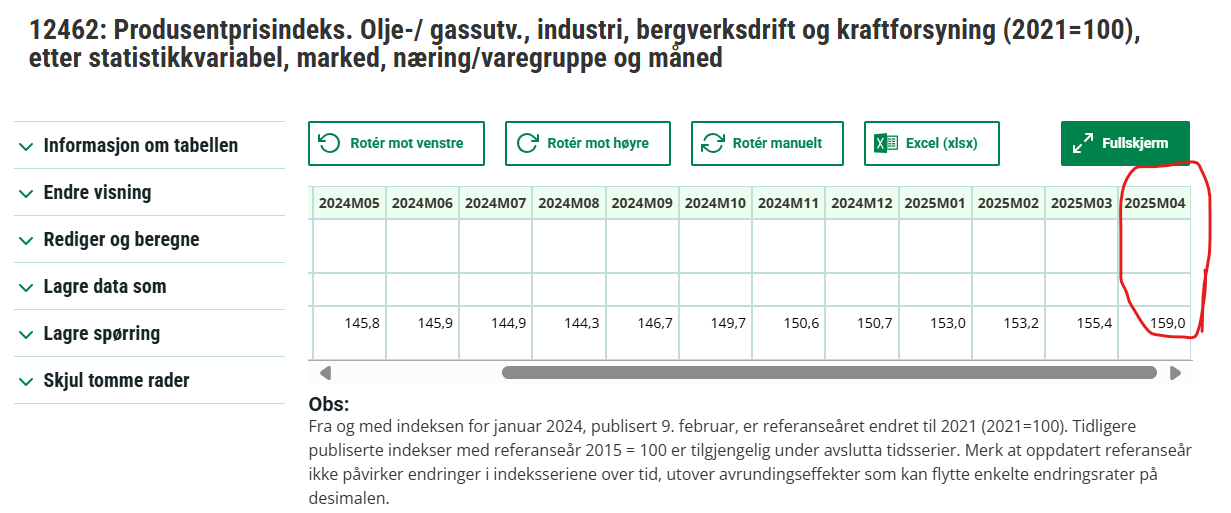 12462: Produsentprisindeks. Olje-/ gassutv., industri, bergverksdrift og kraftforsyning (2021=100),
etter statistikkvariabel, marked, næring/varegruppe og måned
Informasjon om tabellen
Endre visning
Rediger og beregne
Lagre data som
Lagre spørring
Skjul tomme rader
Rotér mot venstre Rotér mot høyre Rotér manuelt Excel (xlsx) Fullskjerm
2024M05 2024M06 2024M07 2024M08 2024M09 2024M10 2024M11 2024M12 2025M01 2025M02 2025M03 2025M04
145,8 145,9 144,9 144,3 146,7 149,7 150,6 150,7 153,0 153,2 155,4 159,0
Obs:
Fra og med indeksen for januar 2024, publisert 9. februar, er referanseåret endret til 2021 (2021=100). Tidligere
publiserte indekser med referanseår 2015 = 100 er tilgjengelig under avslutta tidsserier. Merk at oppdatert referanseår
ikke påvirker endringer i indeksseriene over tid, utover avrundingseffekter som kan flytte enkelte endringsrater på
desimalen.